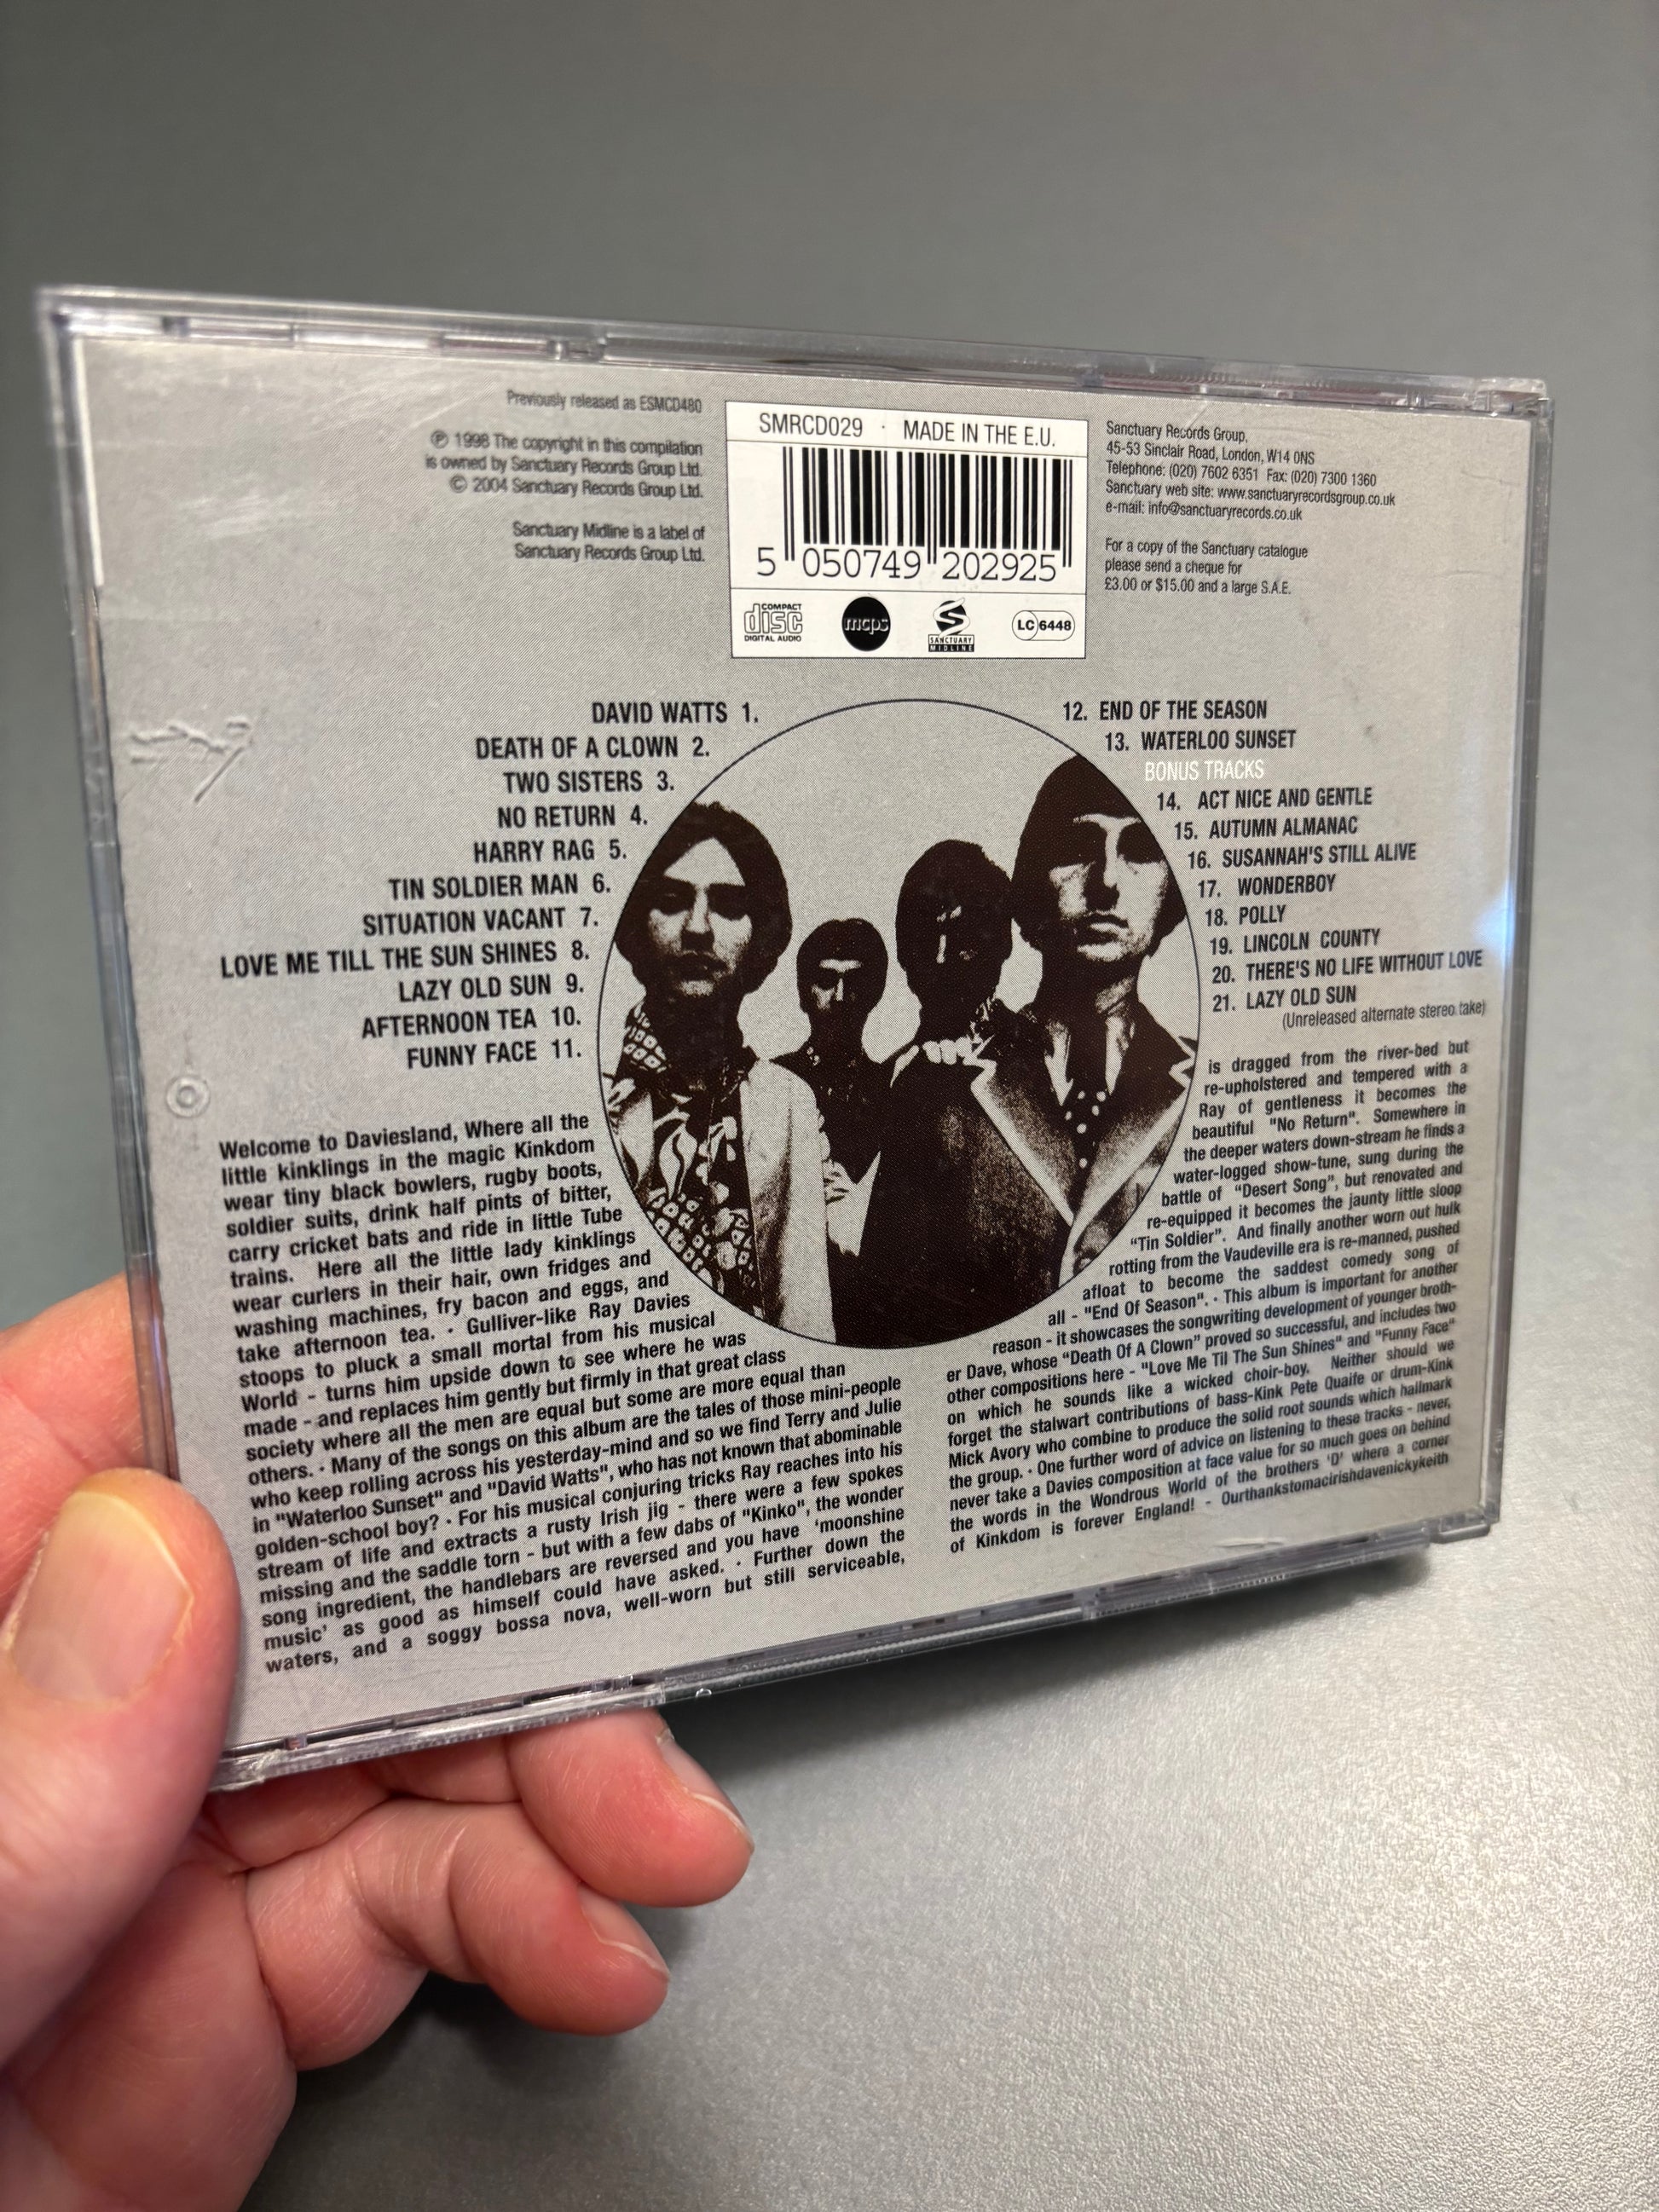 Previously released as ESMCD480
℗ 1998 The copyright in this compilation
is owned by Sanctuary Records Group Ltd.
© 2004 Sanctuary Records Group Ltd.
Sanctuary Midline is a label of
Sanctuary Records Group Ltd.
SMRCD029 · MADE IN THE E.U.
5 050749 202925
COMPACT
disc
DIGITAL AUDIO
mcps
S
SANCTUARY
MIDLINE
LC 6448
Sanctuary Records Group,
45-53 Sinclair Road, London, W14 0NS
Telephone: (020) 7602 6351 Fax: (020) 7300 1360
Sanctuary web site: www.sanctuaryrecordsgroup.co.uk
e-mail: info@sanctuaryrecords.co.uk
For a copy of the Sanctuary catalogue
please send a cheque for
£3.00 or $15.00 and a large S.A.E.
DAVID WATTS 1.
DEATH OF A CLOWN 2.
TWO SISTERS 3.
NO RETURN 4.
HARRY RAG 5.
TIN SOLDIER MAN 6.
SITUATION VACANT 7.
LOVE ME TILL THE SUN SHINES 8.
LAZY OLD SUN 9.
AFTERNOON TEA 10.
FUNNY FACE 11.
12. END OF THE SEASON
13. WATERLOO SUNSET
BONUS TRACKS
14. ACT NICE AND GENTLE
15. AUTUMN ALMANAC
16. SUSANNAH'S STILL ALIVE
17. WONDERBOY
18. POLLY
19. LINCOLN COUNTY
20. THERE'S NO LIFE WITHOUT LOVE
21. LAZY OLD SUN
(Unreleased alternate stereo take)
Welcome to Daviesland, Where all the
little kinklings in the magic Kinkdom
wear tiny black bowlers, rugby boots,
soldier suits, drink half pints of bitter,
carry cricket bats and ride in little Tube
trains. Here all the little lady kinklings
wear curlers in their hair, own fridges and
washing machines, fry bacon and eggs, and
take afternoon tea. · Gulliver-like Ray Davies
stoops to pluck a small mortal from his musical
World - turns him upside down to see where he was
made - and replaces him gently but firmly in that great class
society where all the men are equal but some are more equal than
others. · Many of the songs on this album are the tales of those mini-people
who keep rolling across his yesterday-mind and so we find Terry and Julie
in "Waterloo Sunset" and "David Watts", who has not known that abominable
golden-school boy? · For his musical conjuring tricks Ray reaches into his
stream of life and extracts a rusty Irish jig - there were a few spokes
missing and the saddle torn - but with a few dabs of "Kinko", the wonder
song ingredient, the handlebars are reversed and you have 'moonshine
music' as good as himself could have asked. · Further down the
waters, and a soggy bossa nova, well-worn but still serviceable,
is dragged from the river-bed but
re-upholstered and tempered with a
Ray of gentleness it becomes the
beautiful "No Return". Somewhere in
the deeper waters down-stream he finds a
water-logged show-tune, sung during the
battle of "Desert Song", but renovated and
re-equipped it becomes the jaunty little sloop
"Tin Soldier". And finally another worn out hulk
rotting from the Vaudeville era is re-manned, pushed
afloat to become the saddest comedy song of
all - "End Of Season". · This album is important for another
reason - it showcases the songwriting development of younger broth-
er Dave, whose "Death Of A Clown" proved so successful, and includes two
other compositions here - "Love Me Til The Sun Shines" and "Funny Face"
on which he sounds like a wicked choir-boy. Neither should we
forget the stalwart contributions of bass-Kink Pete Quaife or drum-Kink
Mick Avory who combine to produce the solid root sounds which hallmark
the group. · One further word of advice on listening to these tracks - never,
never take a Davies composition at face value for so much goes on behind
the words in the Wondrous World of the brothers 'D' where a corner
of Kinkdom is forever England! - Ourthankstomacirishdavenickykeith